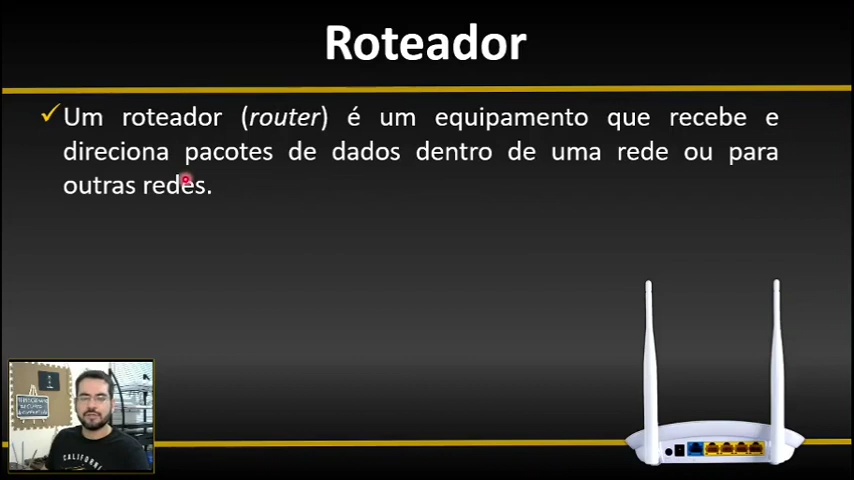 Roteador
Um roteador (router) é um equipamento que recebe e
direciona pacotes de dados dentro de uma rede ou para
outras redes.
CALIFORNI